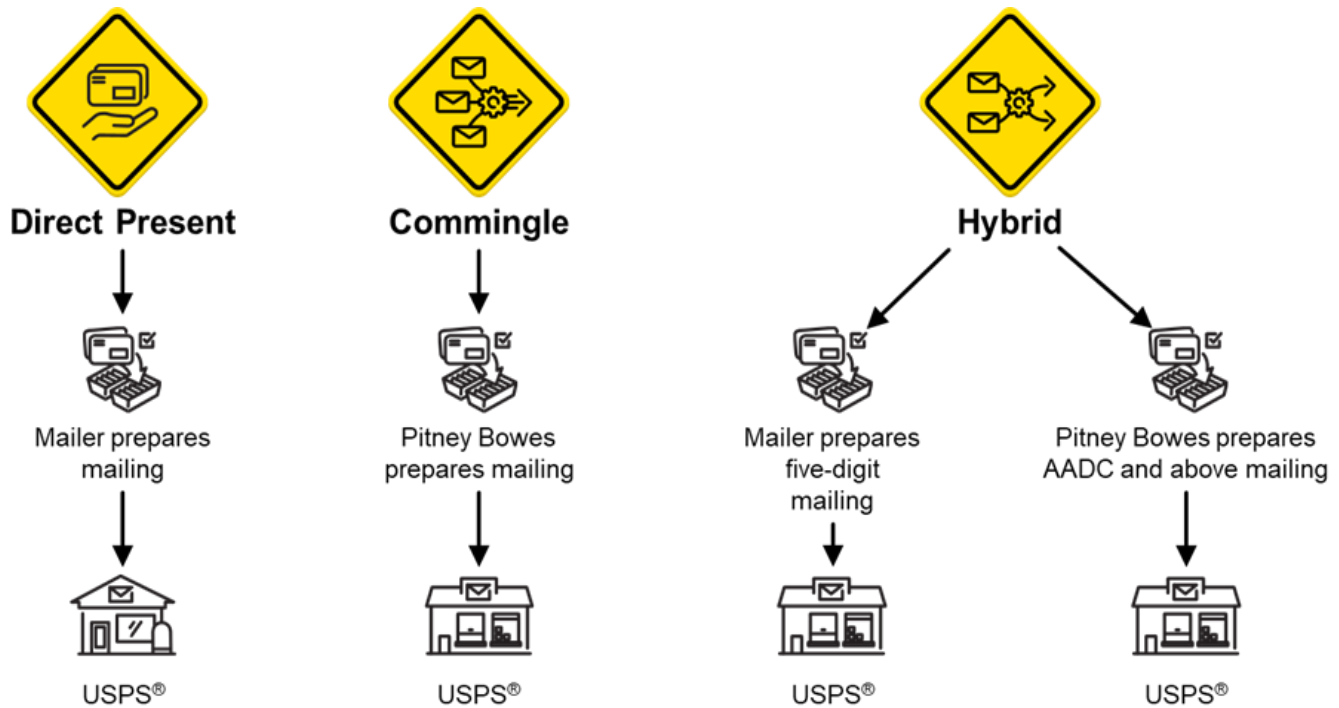 Direct Present
Commingle
Hybrid
Mailer prepares
mailing
Pitney Bowes
prepares mailing
Mailer prepares
five-digit
mailing
Pitney Bowes prepares
AADC and above mailing
USPS®
USPS®
USPS®
USPS®